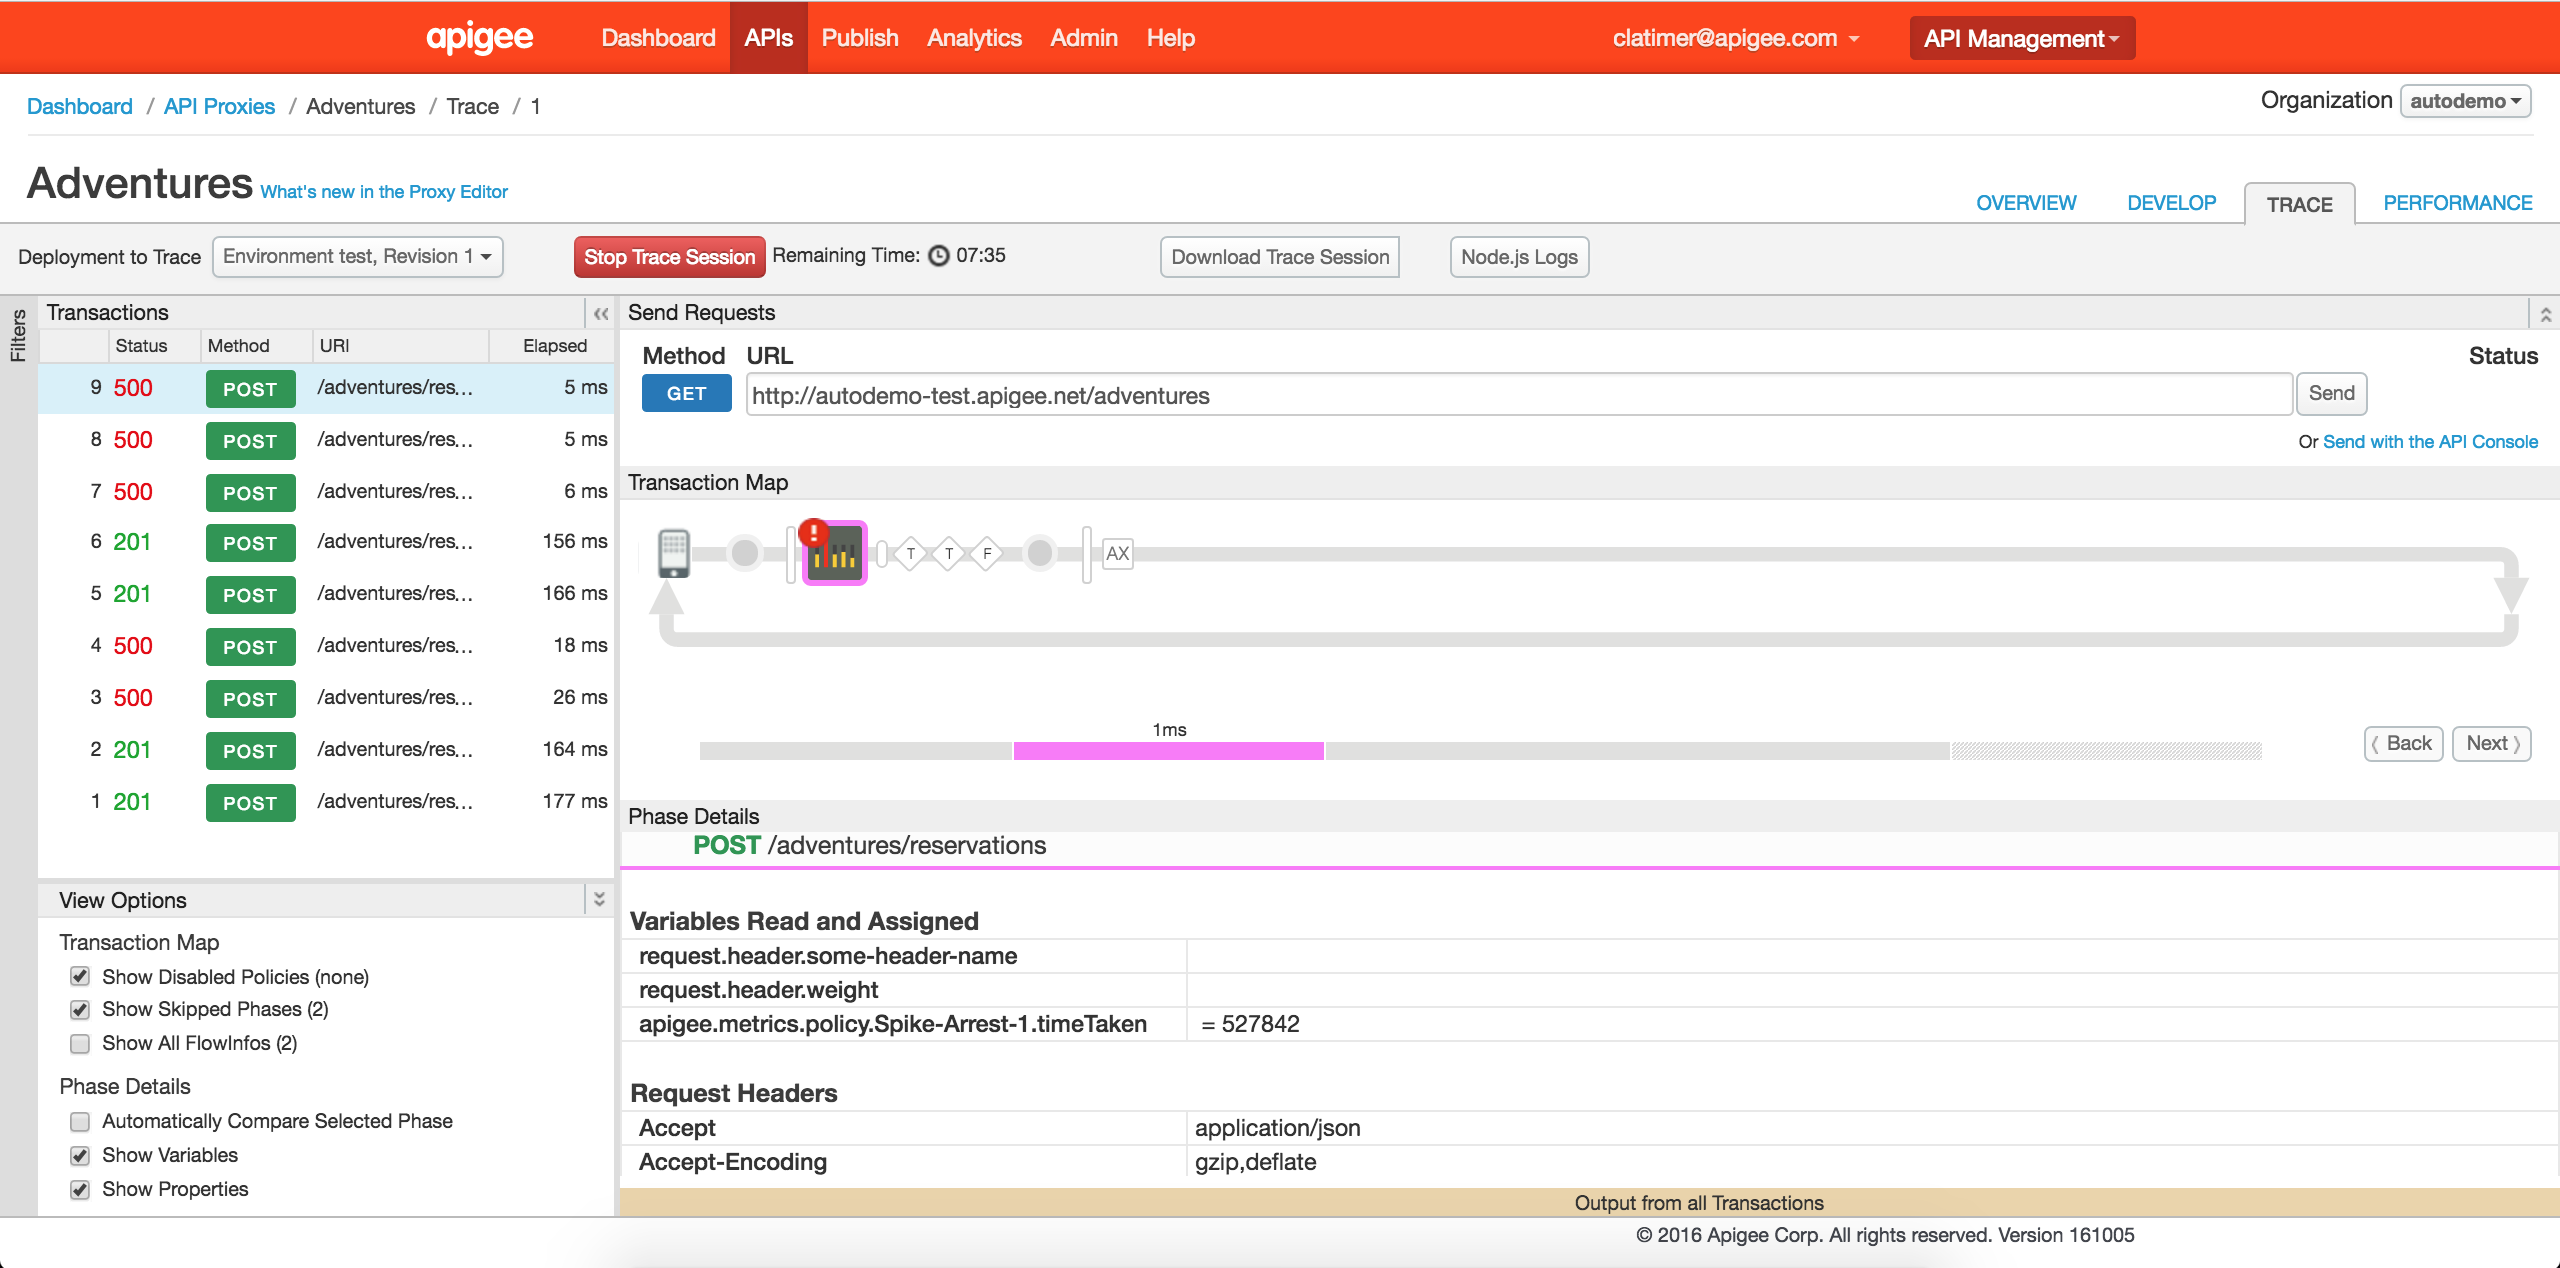 apigee Dashboard APIs Publish Analytics Admin Help clatimer@apigee.com API Management
Dashboard / API Proxies / Adventures / Trace / 1
Organization autodemo
Adventures What's new in the Proxy Editor
OVERVIEW DEVELOP TRACE PERFORMANCE
Deployment to Trace Environment test, Revision 1 Stop Trace Session Remaining Time: 07:35 Download Trace Session Node.js Logs
Filters
Transactions
Status Method URI Elapsed
9 500 POST /adventures/res... 5 ms
8 500 POST /adventures/res... 5 ms
7 500 POST /adventures/res... 6 ms
6 201 POST /adventures/res... 156 ms
5 201 POST /adventures/res... 166 ms
4 500 POST /adventures/res... 18 ms
3 500 POST /adventures/res... 26 ms
2 201 POST /adventures/res... 164 ms
1 201 POST /adventures/res... 177 ms
View Options
Transaction Map
Show Disabled Policies (none)
Show Skipped Phases (2)
Show All FlowInfos (2)
Phase Details
Automatically Compare Selected Phase
Show Variables
Show Properties
Send Requests
Method URL Status
GET http://autodemo-test.apigee.net/adventures Send
Or Send with the API Console
Transaction Map
! T T F AX
1ms
Back Next
Phase Details
POST /adventures/reservations
Variables Read and Assigned
request.header.some-header-name
request.header.weight
apigee.metrics.policy.Spike-Arrest-1.timeTaken = 527842
Request Headers
Accept application/json
Accept-Encoding gzip,deflate
Output from all Transactions
© 2016 Apigee Corp. All rights reserved. Version 161005